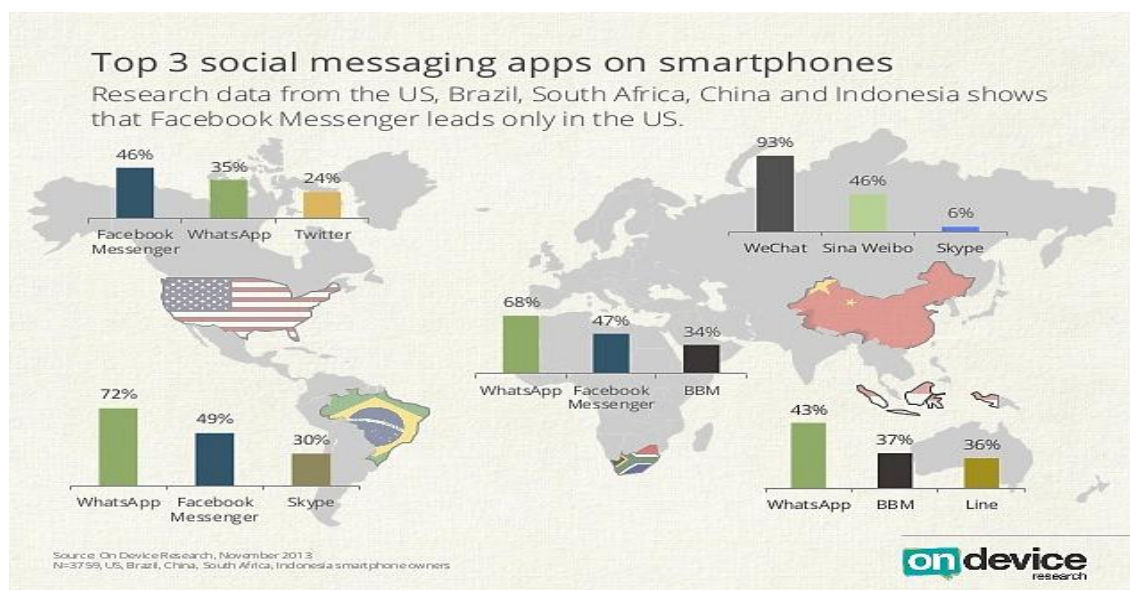 Top 3 social messaging apps on smartphones
Research data from the US, Brazil, South Africa, China and Indonesia shows
that Facebook Messenger leads only in the US.
46%
35%
24%
Facebook
Messenger
WhatsApp
Twitter
93%
46%
6%
WeChat
Sina Weibo
Skype
68%
47%
34%
WhatsApp
Facebook
Messenger
BBM
72%
49%
30%
WhatsApp
Facebook
Messenger
Skype
43%
37%
36%
WhatsApp
BBM
Line
Source: On Device Research, November 2013
N=3759, US, Brazil, China, South Africa, Indonesia smartphone owners
on device
research